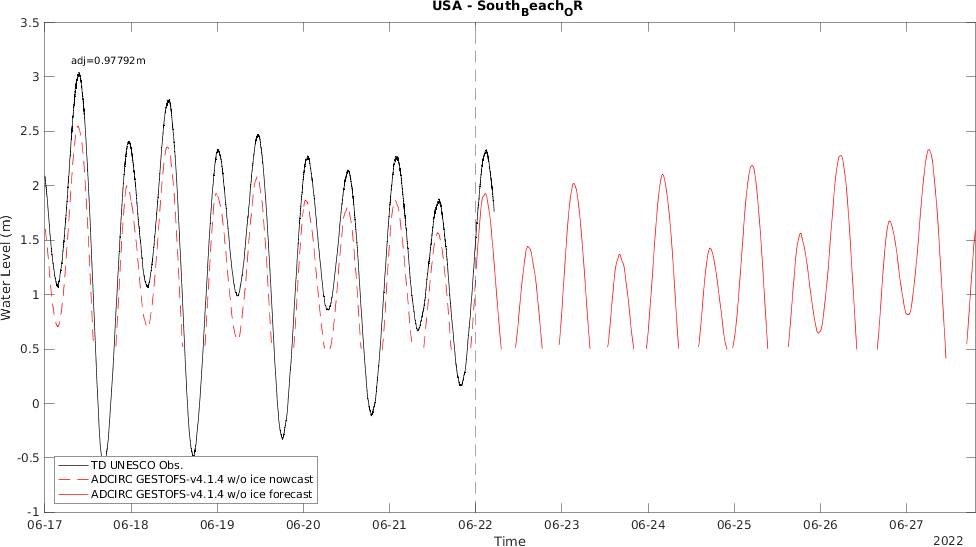 USA - South_Beach_OR
adj=0.97792m
3.5
3
2.5
2
1.5
1
0.5
0
-0.5
-1
Water Level (m)
TD UNESCO Obs.
ADCIRC GESTOFS-v4.1.4 w/o ice nowcast
ADCIRC GESTOFS-v4.1.4 w/o ice forecast
06-17 06-18 06-19 06-20 06-21 06-22 06-23 06-24 06-25 06-26 06-27
Time
2022